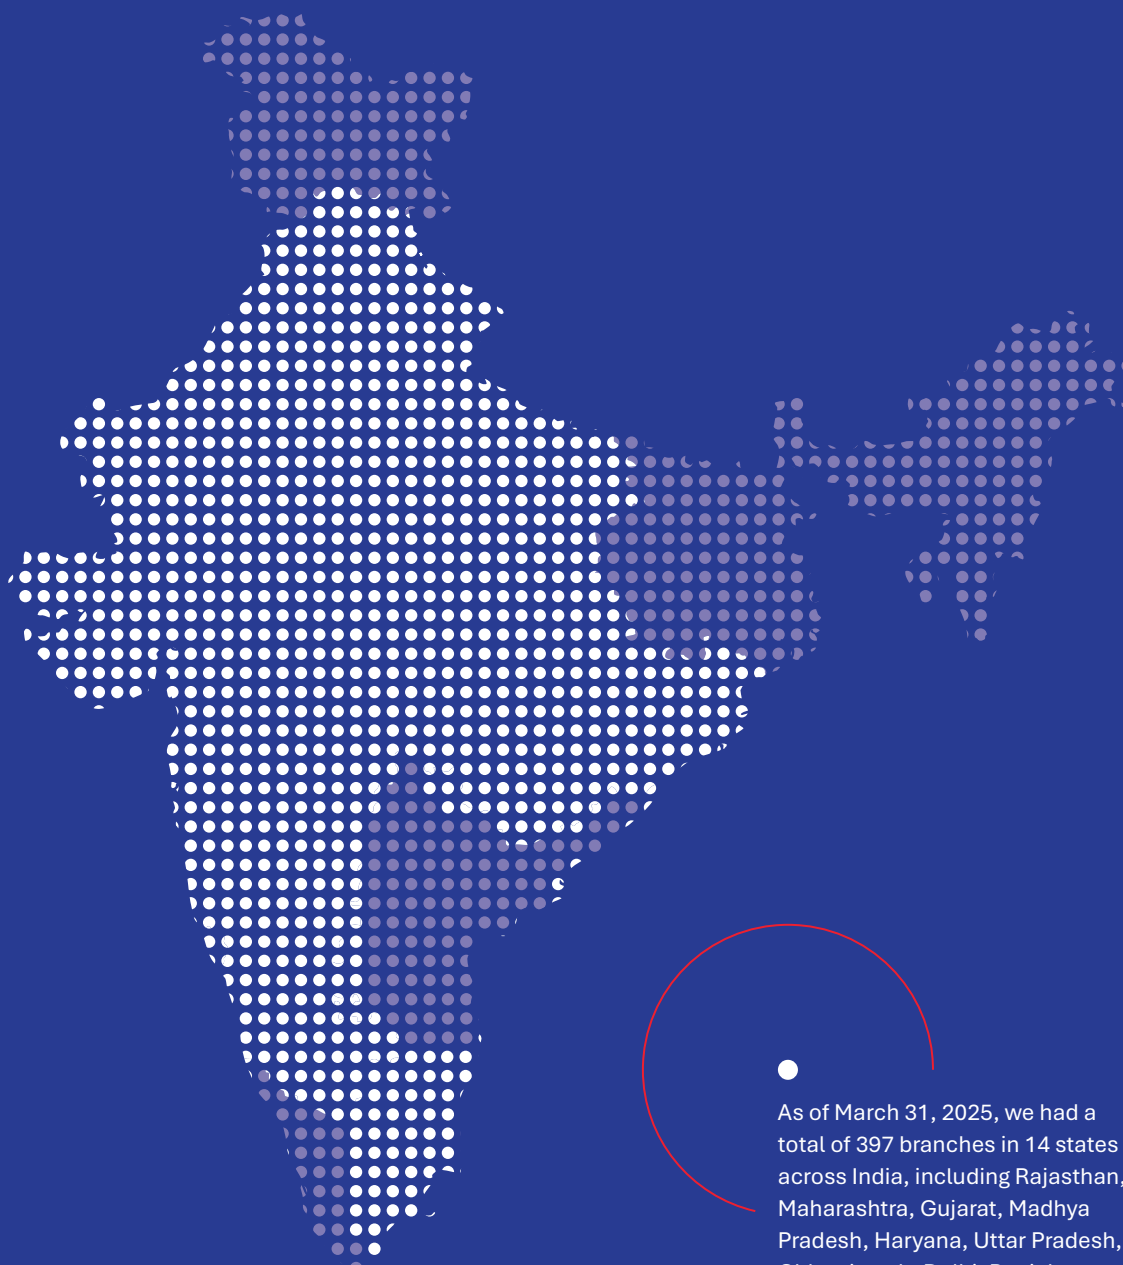 As of March 31, 2025, we had a
total of 397 branches in 14 states
across India, including Rajasthan,
Maharashtra, Gujarat, Madhya
Pradesh, Haryana, Uttar Pradesh,